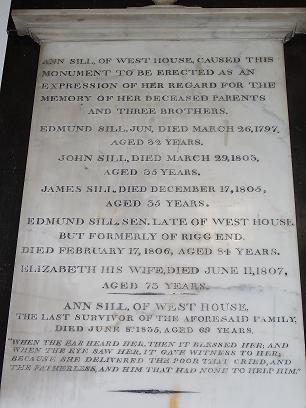 ANN SILL, OF WEST HOUSE, CAUSED THIS
MONUMENT TO BE ERECTED AS AN
EXPRESSION OF HER REGARD FOR THE
MEMORY OF HER DECEASED PARENTS
AND THREE BROTHERS.
EDMUND SILL, JUN, DIED MARCH 26, 1797,
AGED 32 YEARS.
JOHN SILL, DIED MARCH 29, 1803,
AGED 35 YEARS.
JAMES SILL, DIED DECEMBER 17, 1805,
AGED 35 YEARS.
EDMUND SILL, SEN. LATE OF WEST HOUSE
BUT FORMERLY OF RIGG END.
DIED FEBRUARY 17, 1806, AGED 84 YEARS.
ELIZABETH HIS WIFE, DIED JUNE 11, 1807,
AGED 75 YEARS.
ANN SILL, OF WEST HOUSE,
THE LAST SURVIVOR OF THE AFORESAID FAMILY,
DIED JUNE 8TH 1835, AGED 69 YEARS.
"WHEN THE EAR HEARD HER, THEN IT BLESSED HER; AND
WHEN THE EYE SAW HER, IT GAVE WITNESS TO HER;
BECAUSE SHE DELIVERED THE POOR THAT CRIED, AND
THE FATHERLESS, AND HIM THAT HAD NONE TO HELP HIM."